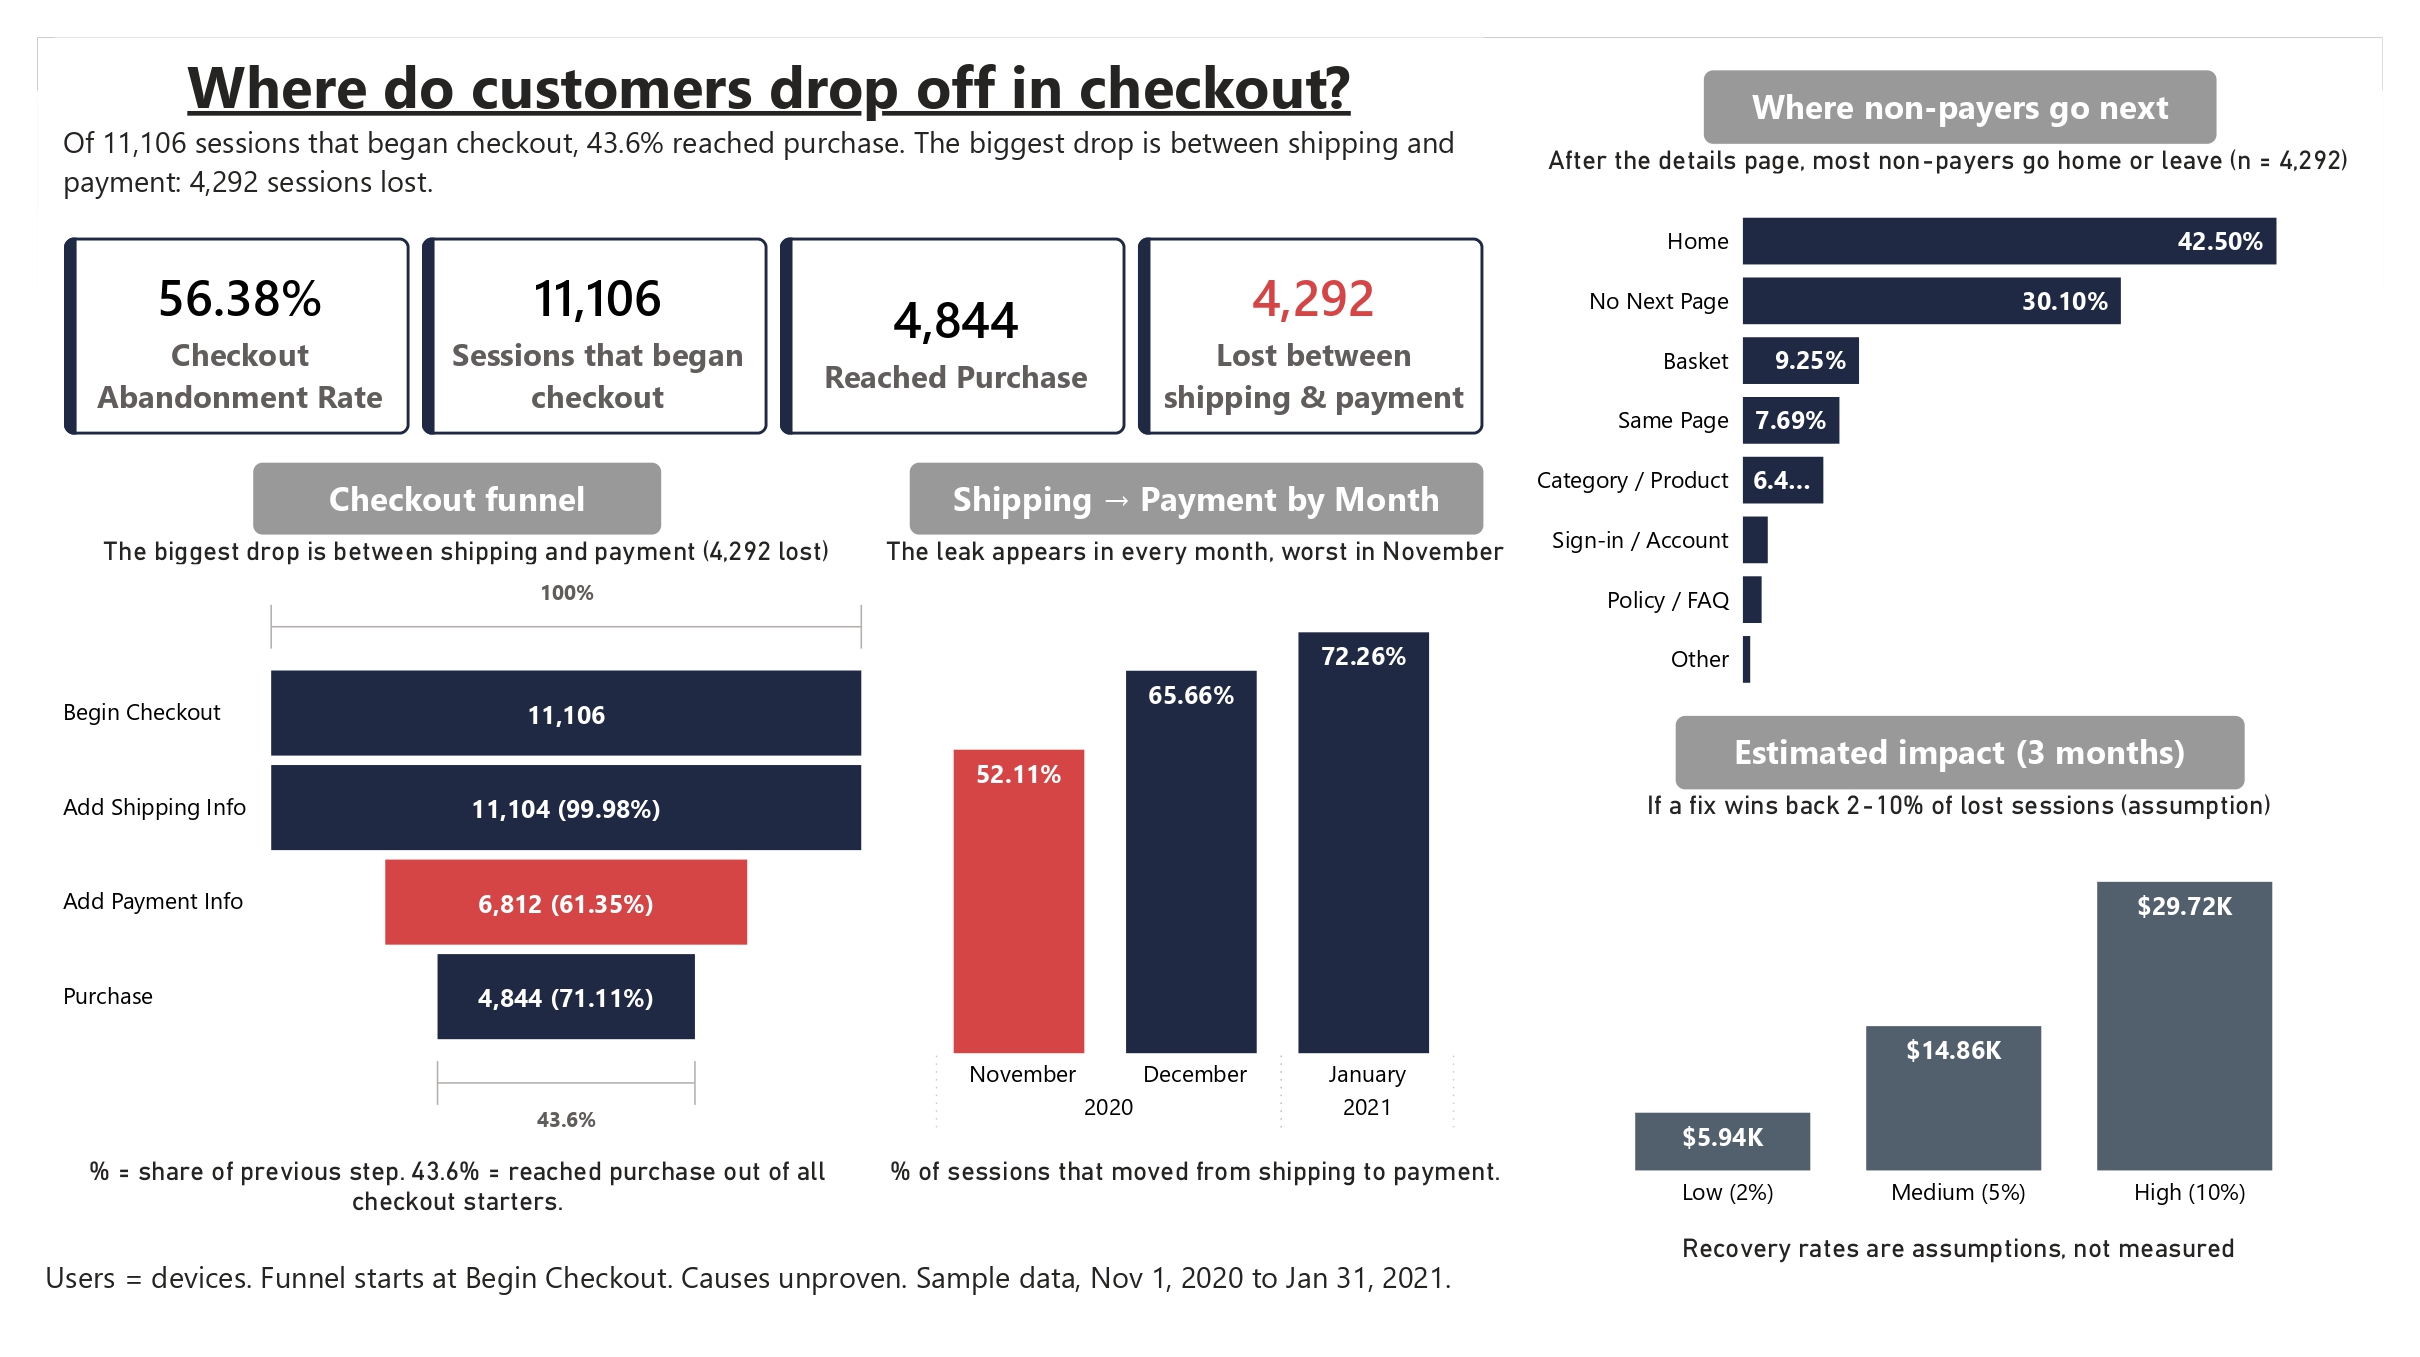 Where do customers drop off in checkout?
Of 11,106 sessions that began checkout, 43.6% reached purchase. The biggest drop is between shipping and
payment: 4,292 sessions lost.
56.38%
Checkout
Abandonment Rate
11,106
Sessions that began
checkout
4,844
Reached Purchase
4,292
Lost between
shipping & payment
Checkout funnel
The biggest drop is between shipping and payment (4,292 lost)
100%
Begin Checkout
11,106
Add Shipping Info
11,104 (99.98%)
Add Payment Info
6,812 (61.35%)
Purchase
4,844 (71.11%)
43.6%
% = share of previous step. 43.6% = reached purchase out of all
checkout starters.
Shipping → Payment by Month
The leak appears in every month, worst in November
52.11%
65.66%
72.26%
November
December
January
2020
2021
% of sessions that moved from shipping to payment.
Where non-payers go next
After the details page, most non-payers go home or leave (n = 4,292)
Home
42.50%
No Next Page
30.10%
Basket
9.25%
Same Page
7.69%
Category / Product
6.4...
Sign-in / Account
Policy / FAQ
Other
Estimated impact (3 months)
If a fix wins back 2-10% of lost sessions (assumption)
$5.94K
$14.86K
$29.72K
Low (2%)
Medium (5%)
High (10%)
Recovery rates are assumptions, not measured
Users = devices. Funnel starts at Begin Checkout. Causes unproven. Sample data, Nov 1, 2020 to Jan 31, 2021.